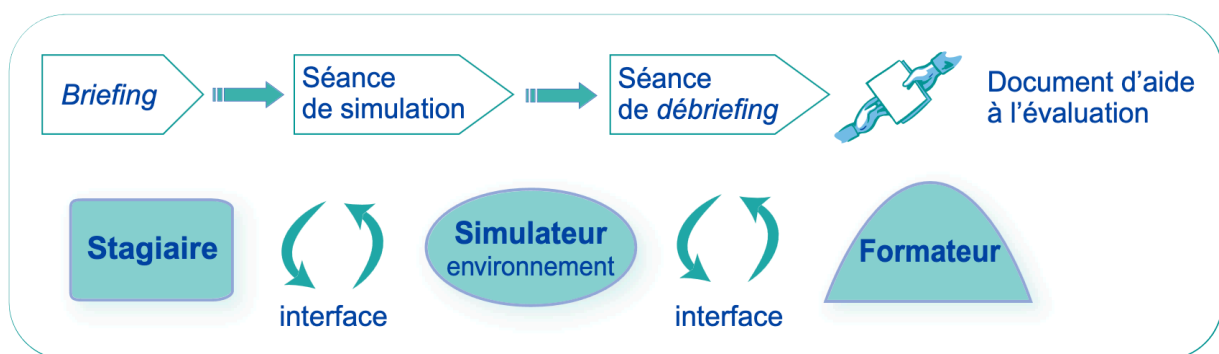 Briefing
Séance
de simulation
Séance
de débriefing
Document d’aide
à l’évaluation
Stagiaire
interface
Simulateur
environnement
interface
Formateur